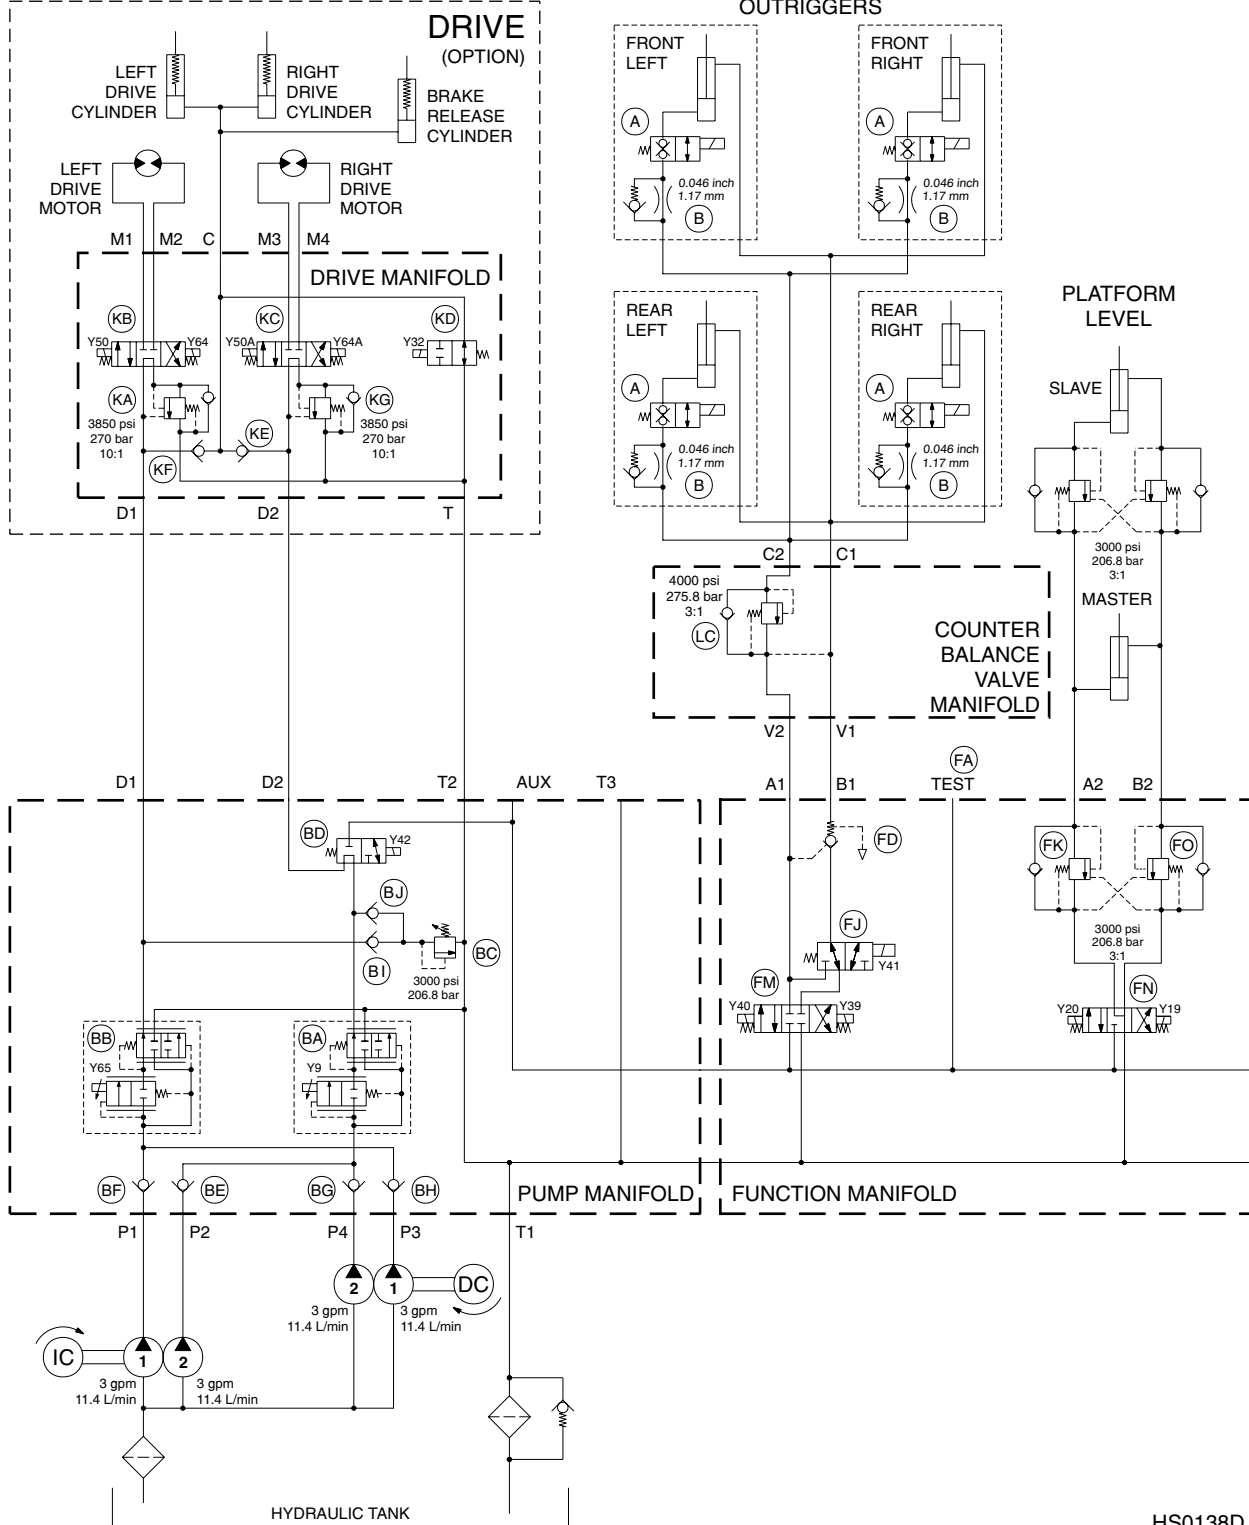 OUTRIGGERS
DRIVE
(OPTION)
LEFT
DRIVE
CYLINDER
RIGHT
DRIVE
CYLINDER
BRAKE
RELEASE
CYLINDER
LEFT
DRIVE
MOTOR
RIGHT
DRIVE
MOTOR
M1
M2
C
M3
M4
DRIVE MANIFOLD
KB
KC
KD
Y50
Y64
Y50A
Y64A
Y32
KA
3850 psi
270 bar
10:1
KG
3850 psi
270 bar
10:1
KE
KF
D1
D2
T
FRONT
LEFT
A
0.046 inch
1.17 mm
B
FRONT
RIGHT
A
0.046 inch
1.17 mm
B
REAR
LEFT
A
0.046 inch
1.17 mm
B
REAR
RIGHT
A
0.046 inch
1.17 mm
B
PLATFORM
LEVEL
SLAVE
3000 psi
206.8 bar
3:1
MASTER
C2
C1
4000 psi
275.8 bar
3:1
LC
COUNTER
BALANCE
VALVE
MANIFOLD
V2
V1
D1
D2
T2
AUX
T3
A1
B1
FA
TEST
A2
B2
BD
Y42
BJ
BI
BC
3000 psi
206.8 bar
BB
Y65
BA
Y9
BF
BE
BG
BH
PUMP MANIFOLD
FD
FJ
Y41
FM
Y40
Y39
FK
FO
3000 psi
206.8 bar
3:1
FN
Y20
Y19
FUNCTION MANIFOLD
P1
P2
P4
P3
T1
2
1
DC
3 gpm
11.4 L/min
3 gpm
11.4 L/min
IC
1
2
3 gpm
11.4 L/min
3 gpm
11.4 L/min
HYDRAULIC TANK
HS0138D